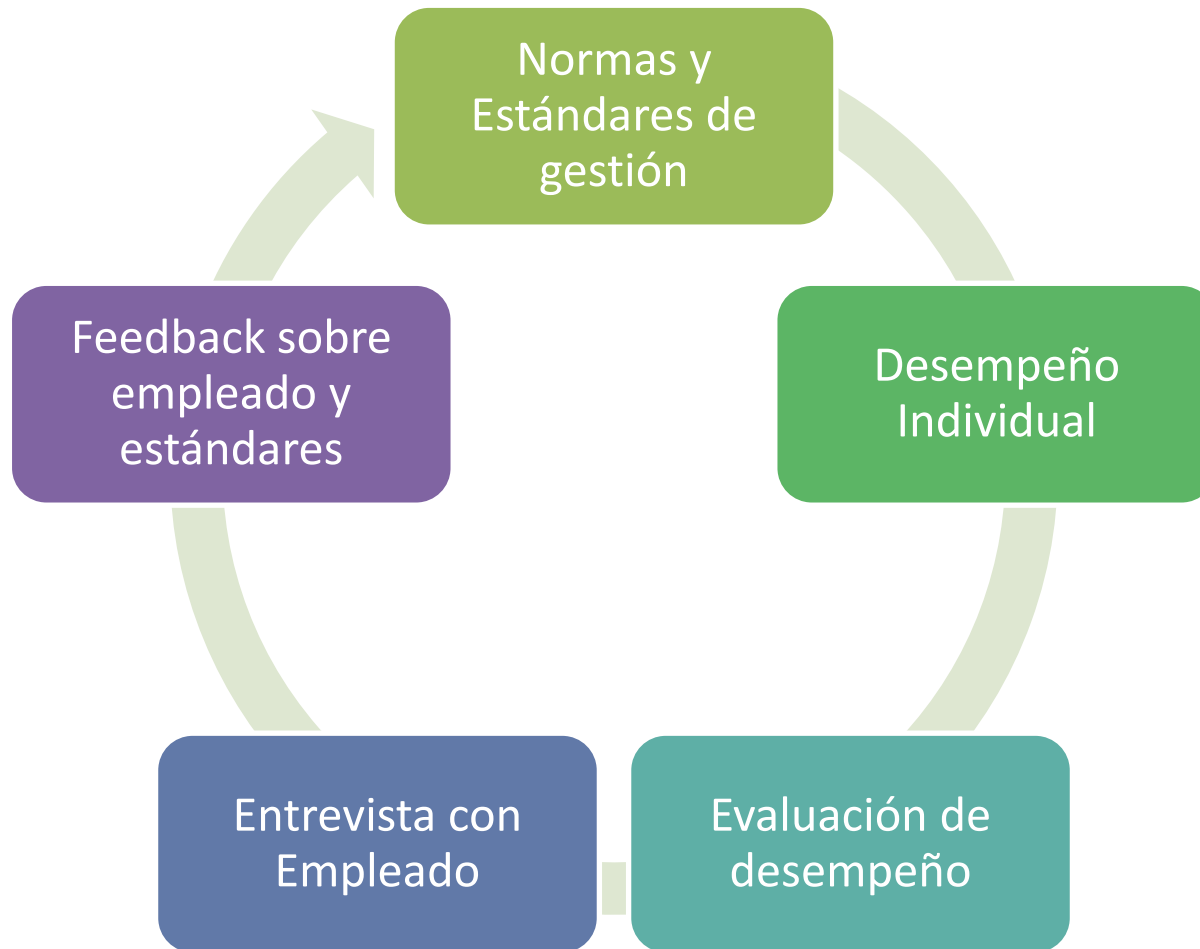 Normas y
Estándares de
gestión
Desempeño
Individual
Evaluación de
desempeño
Entrevista con
Empleado
Feedback sobre
empleado y
estándares